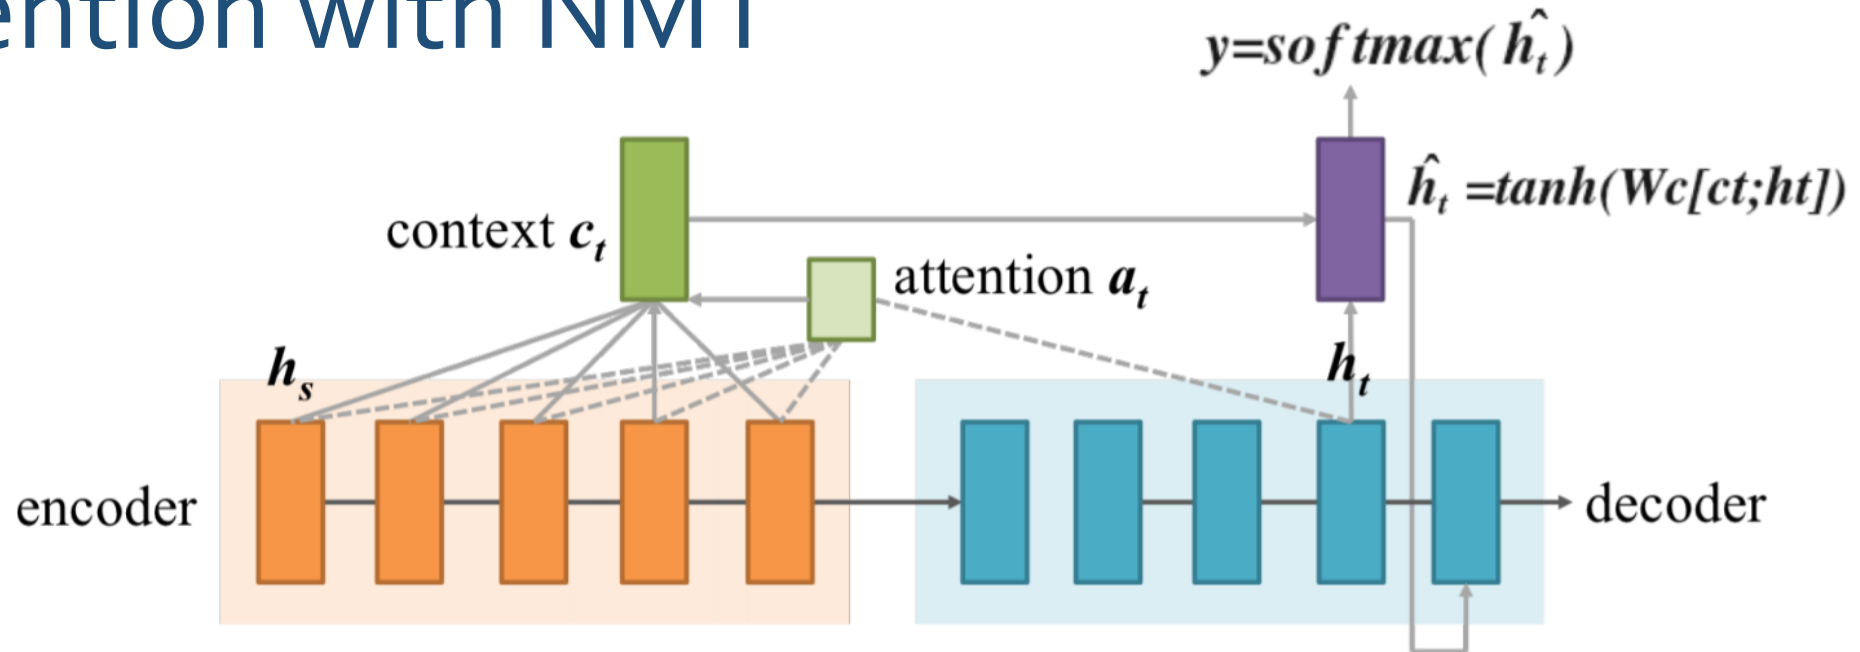 ention with NMT
y=softmax( ĥₜ )
ĥₜ =tanh(Wc[ct;ht])
context cₜ
attention aₜ
hₛ
hₜ
encoder
decoder